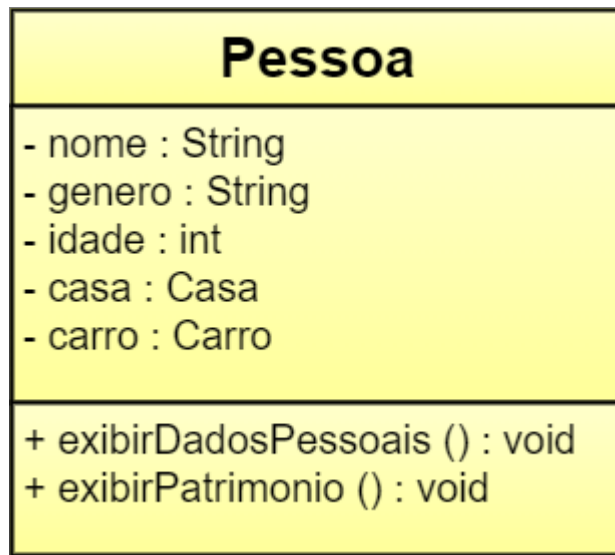 Pessoa
- nome : String
- genero : String
- idade : int
- casa : Casa
- carro : Carro
+ exibirDadosPessoais () : void
+ exibirPatrimonio () : void